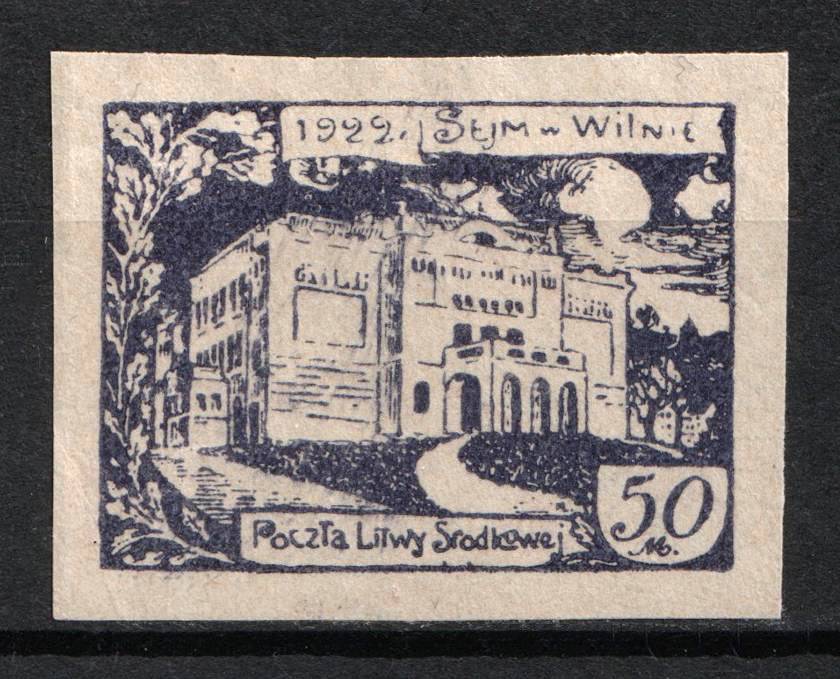 1922. SEJM w WILNIE
POCZTA LITWY Środkowej
50
Mk.